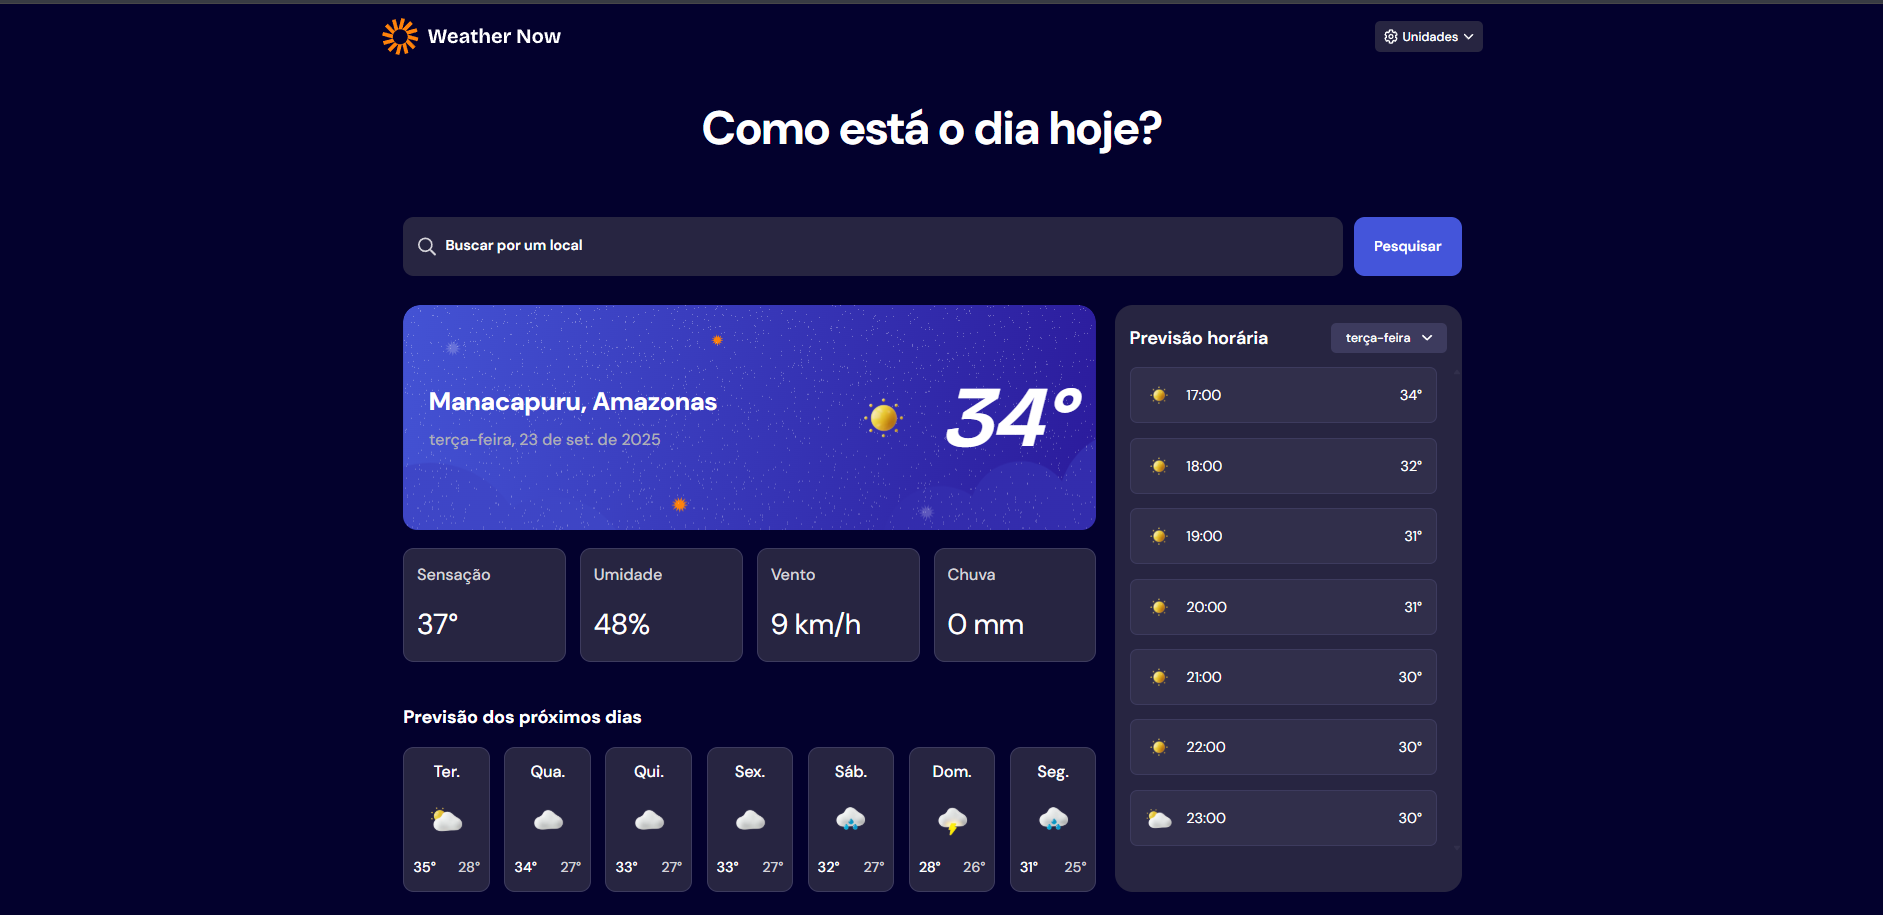 Weather Now
Unidades
Como está o dia hoje?
Buscar por um local
Pesquisar
Manacapuru, Amazonas
terça-feira, 23 de set. de 2025
34°
Sensação
37°
Umidade
48%
Vento
9 km/h
Chuva
0 mm
Previsão dos próximos dias
Ter.
35° 28°
Qua.
34° 27°
Qui.
33° 27°
Sex.
33° 27°
Sáb.
32° 27°
Dom.
28° 26°
Seg.
31° 25°
Previsão horária
terça-feira
17:00 34°
18:00 32°
19:00 31°
20:00 31°
21:00 30°
22:00 30°
23:00 30°